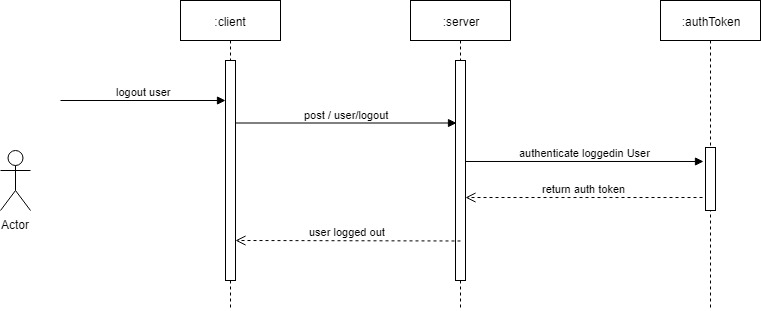 :client
:server
:authToken
logout user
post / user/logout
authenticate loggedin User
return auth token
Actor
user logged out